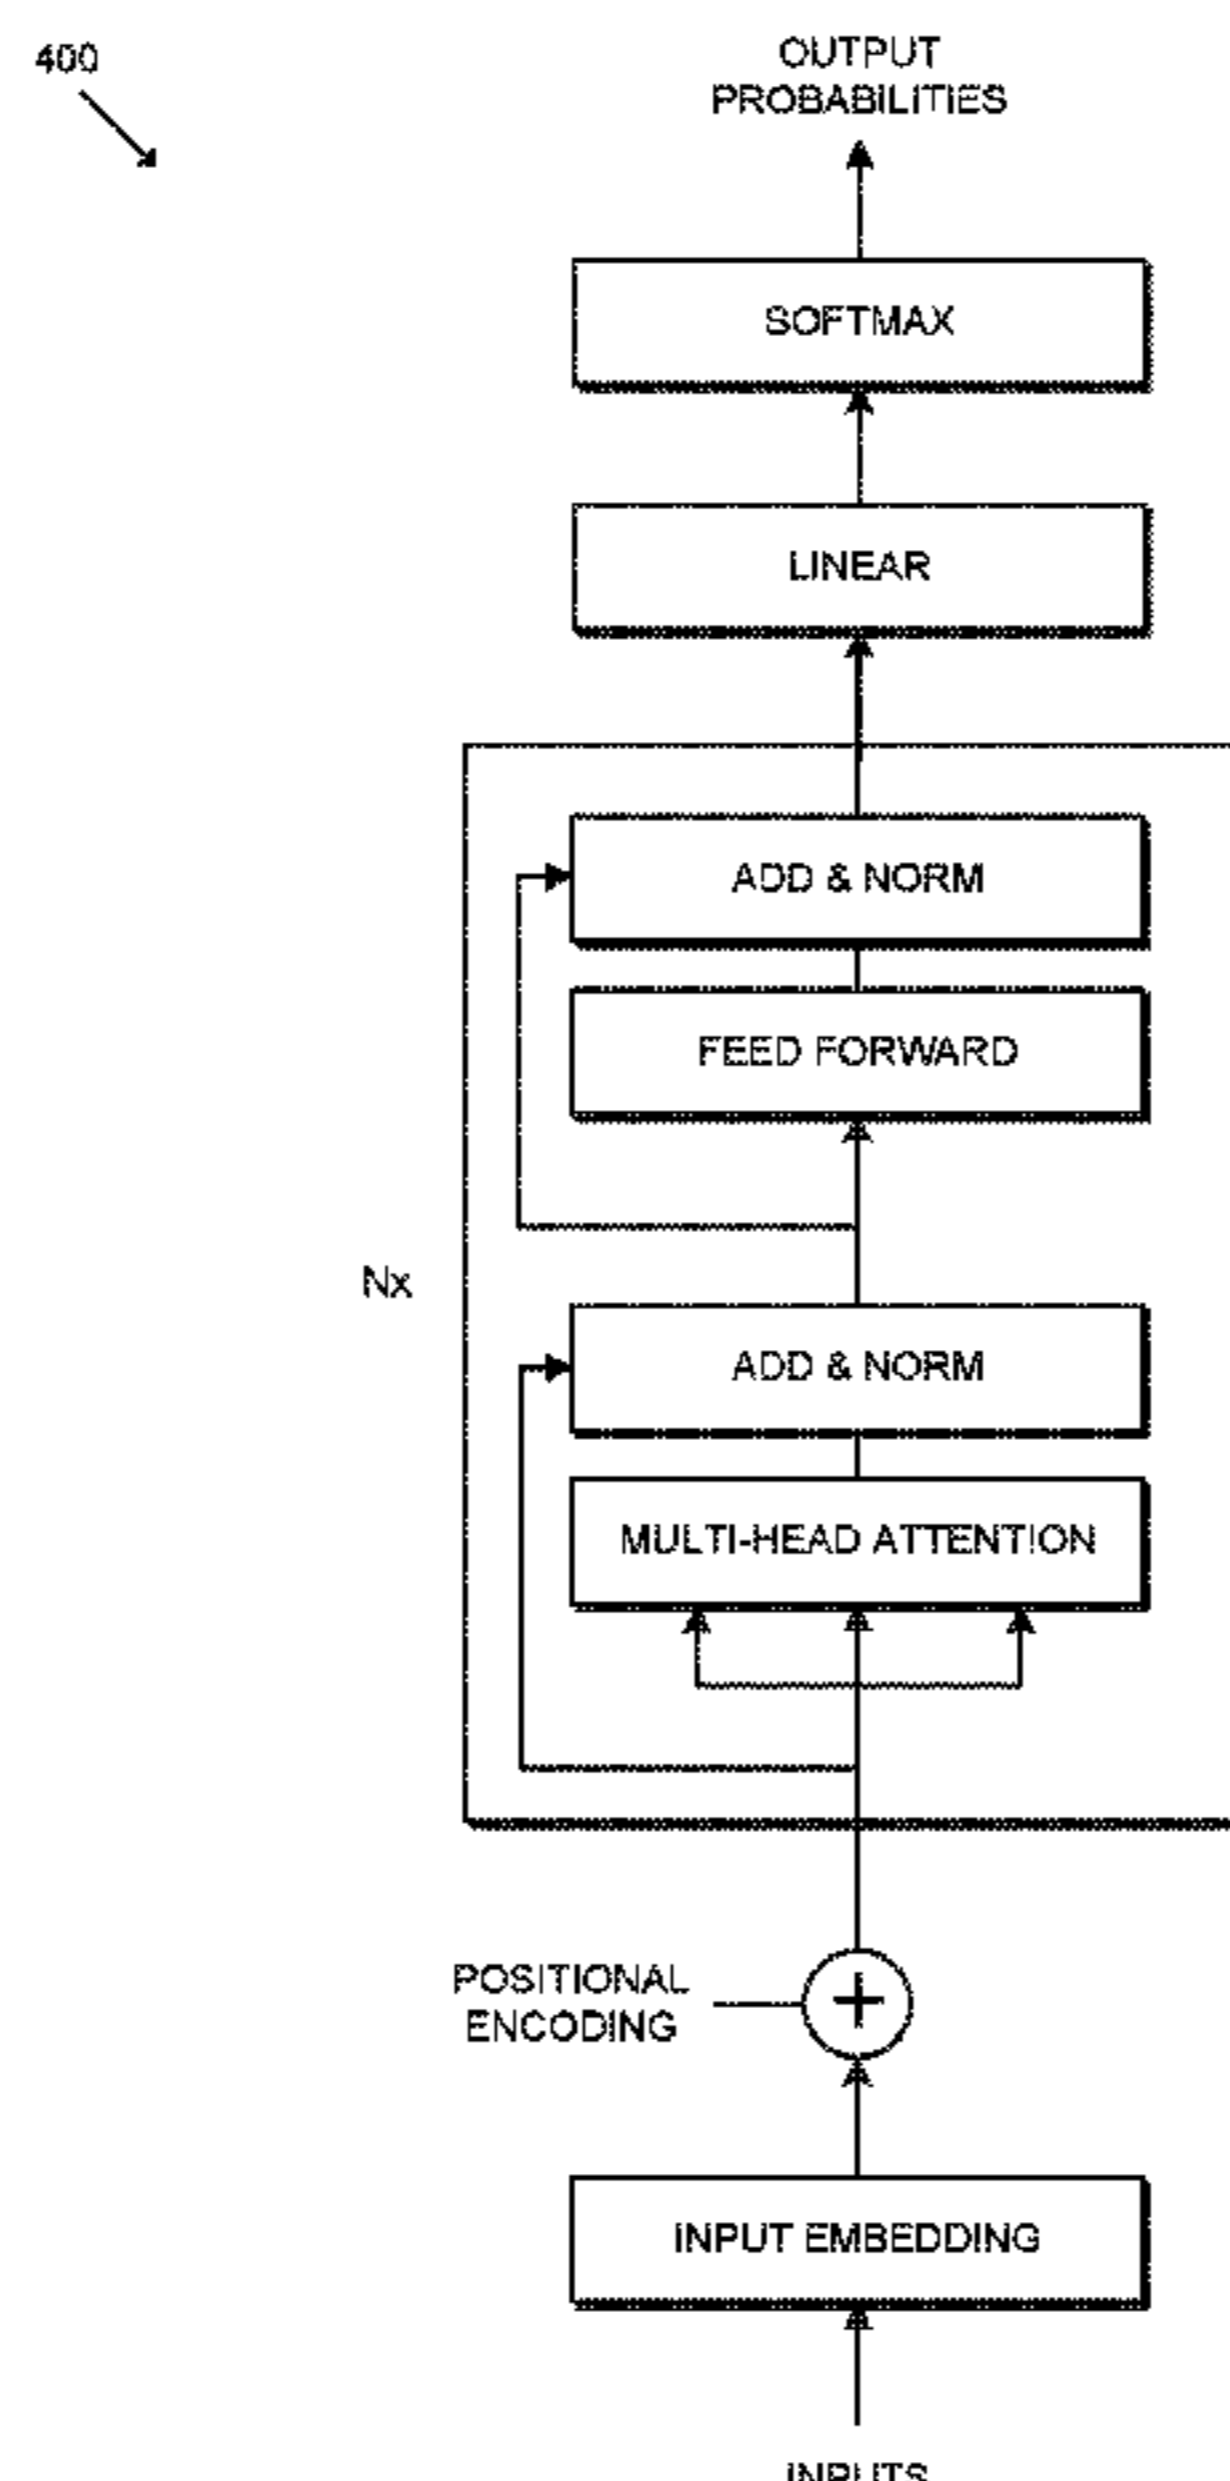 400
OUTPUT
PROBABILITIES
SOFTMAX
LINEAR
ADD & NORM
FEED FORWARD
Nx
ADD & NORM
MULTI-HEAD ATTENTION
POSITIONAL
ENCODING
+
INPUT EMBEDDING
INPUTS